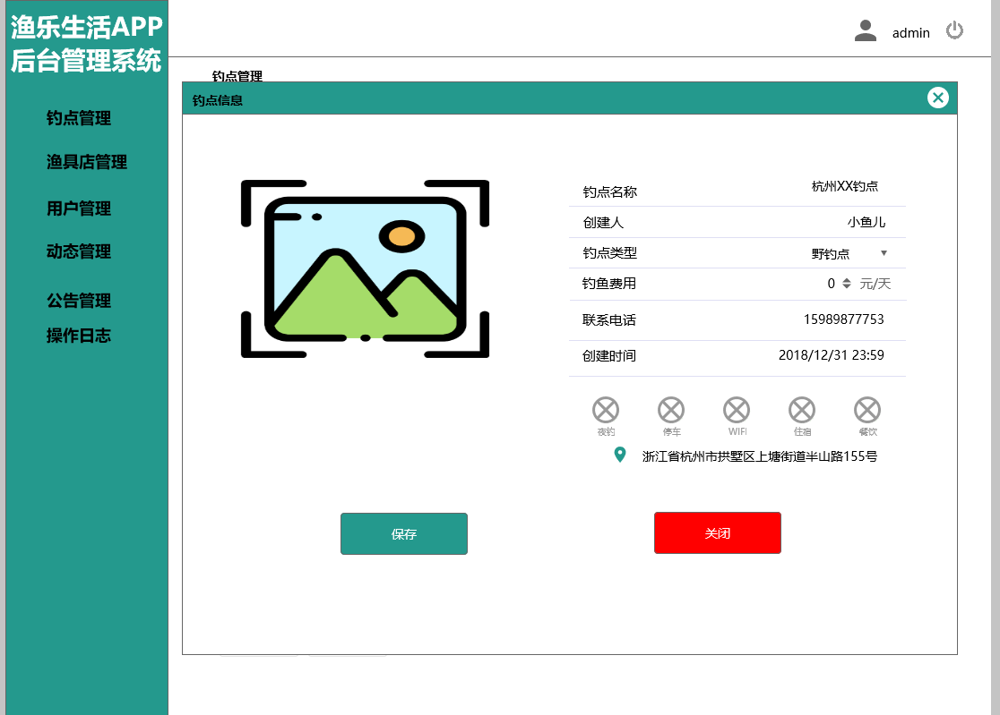 渔乐生活APP
后台管理系统
admin
钓点管理
钓点信息
钓点管理
渔具店管理
用户管理
动态管理
公告管理
操作日志
钓点名称 杭州XX钓点
创建人 小鱼儿
钓点类型 野钓点
钓鱼费用 0 元/天
联系电话 15989877753
创建时间 2018/12/31 23:59
夜钓 停车 WIFI 住宿 餐饮
浙江省杭州市拱墅区上塘街道半山路155号
保存 关闭